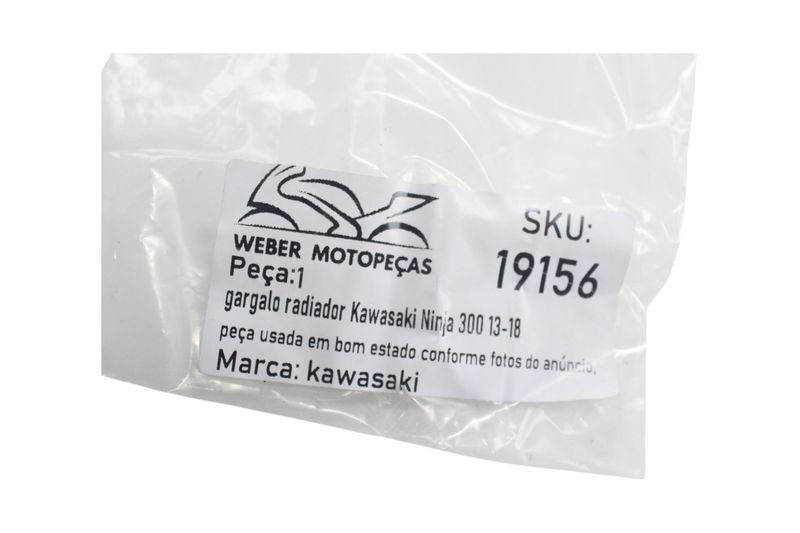 WEBER MOTOPEÇAS
SKU:
19156
Peça:1
gargalo radiador Kawasaki Ninja 300 13-18
peça usada em bom estado conforme fotos do anúncio,
Marca: kawasaki